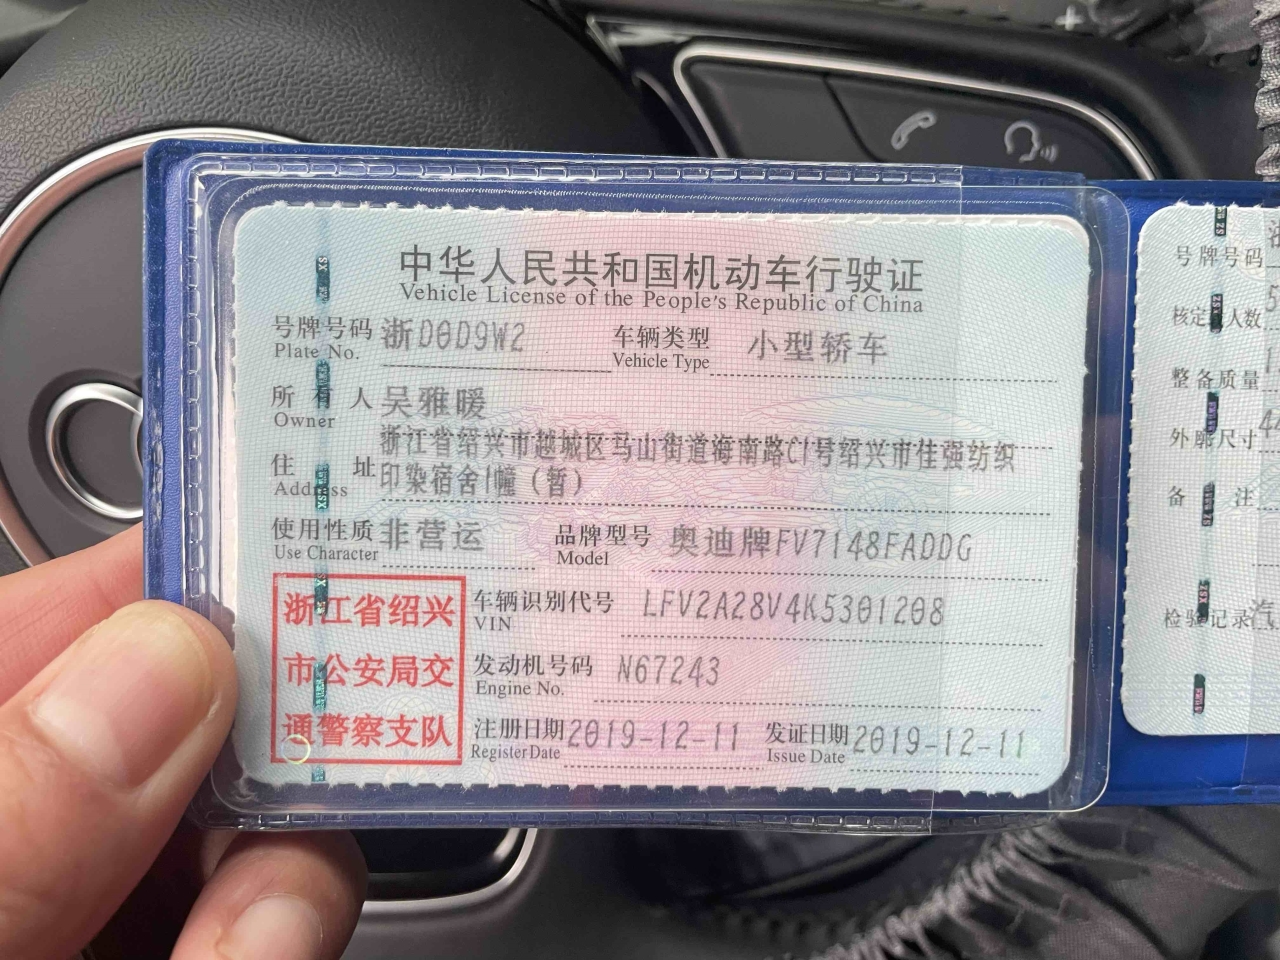 中华人民共和国机动车行驶证
Vehicle License of the People's Republic of China
号牌号码 浙D0D9W2 车辆类型 小型轿车
Plate No. Vehicle Type
所有人 吴雅暖
Owner
住址 浙江省绍兴市越城区马山街道海南路C1号绍兴市佳强纺织
Address 印染宿舍1幢（暂）
使用性质 非营运 品牌型号 奥迪牌FV7148FADDG
Use Character Model
浙江省绍兴
市公安局交
通警察支队
车辆识别代号 LFV2A28V4K5301208
VIN
发动机号码 N67243
Engine No.
注册日期 2019-12-11 发证日期 2019-12-11
Register Date Issue Date
号牌号码
核定 人数 5
整备质量
外廓尺寸
备注
检验记录